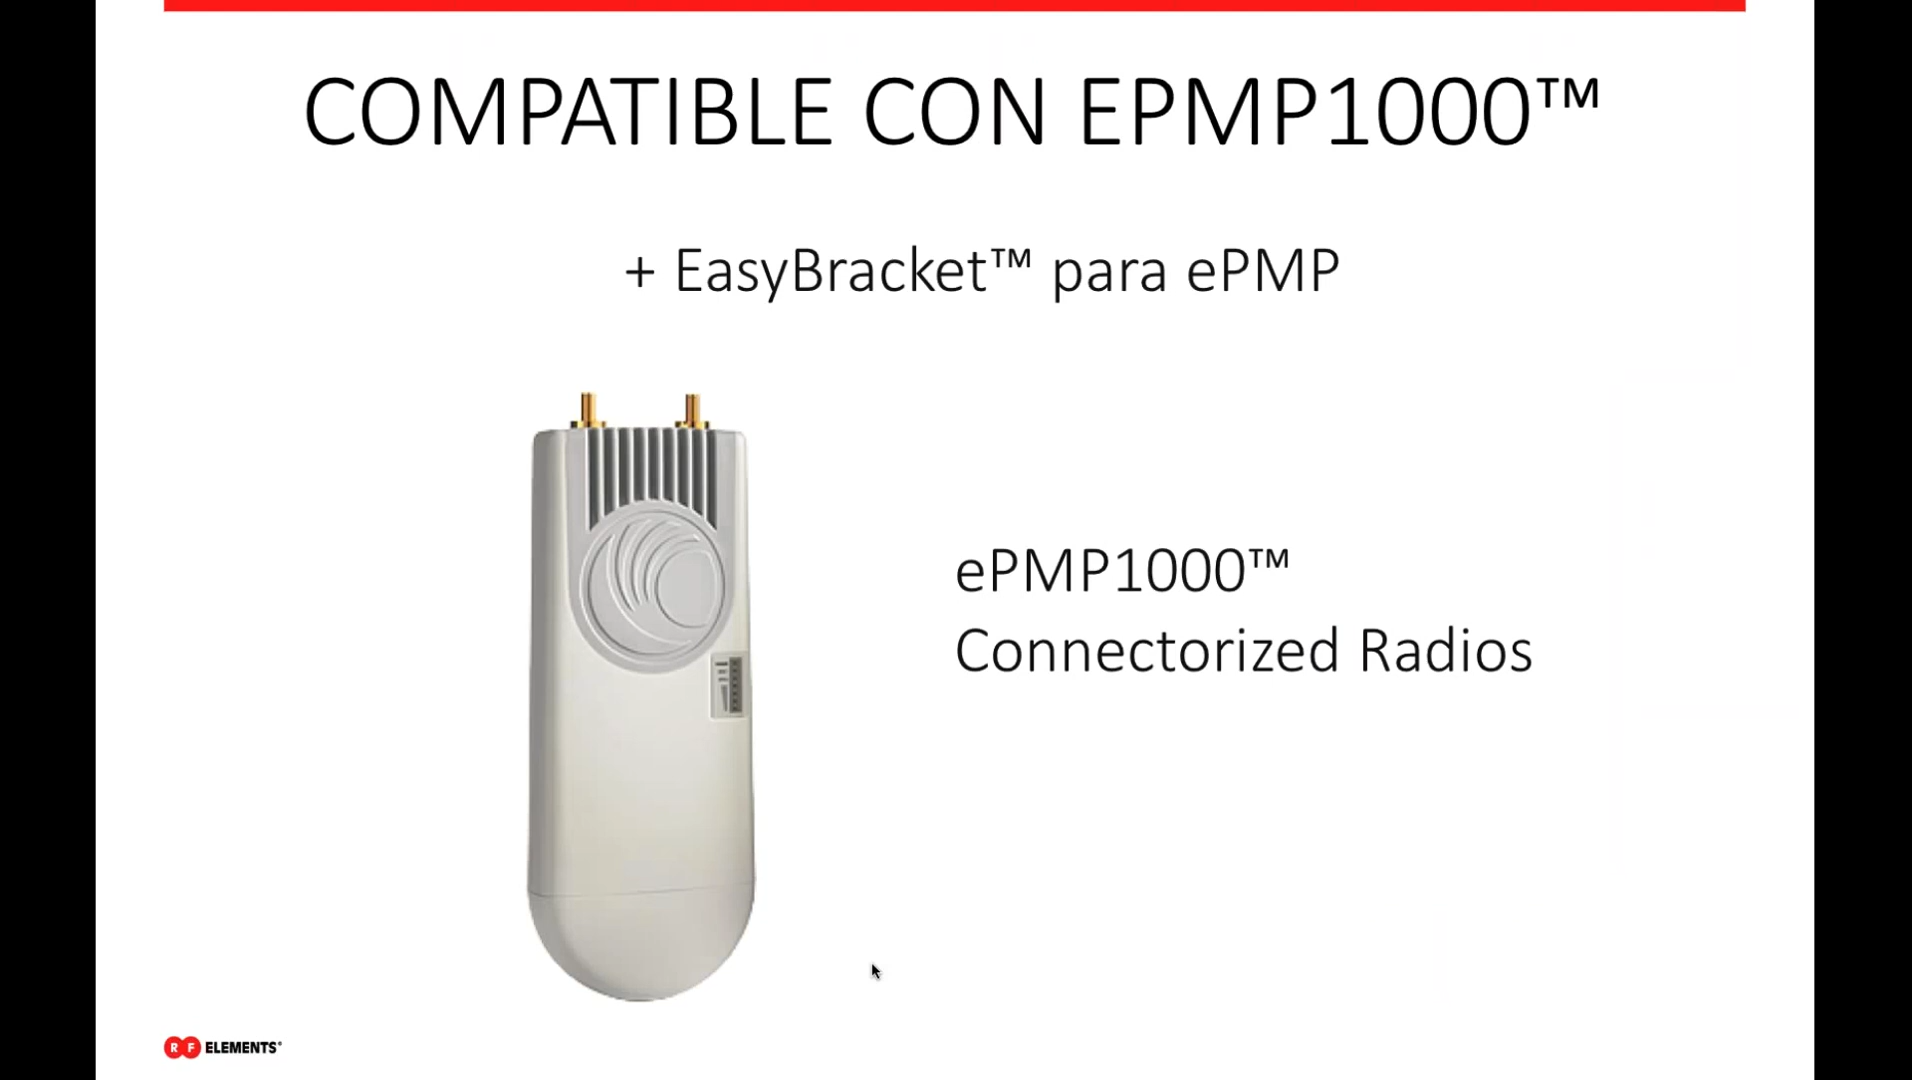 COMPATIBLE CON EPMP1000™
+ EasyBracket™ para ePMP
ePMP1000™
Connectorized Radios
RF ELEMENTS®